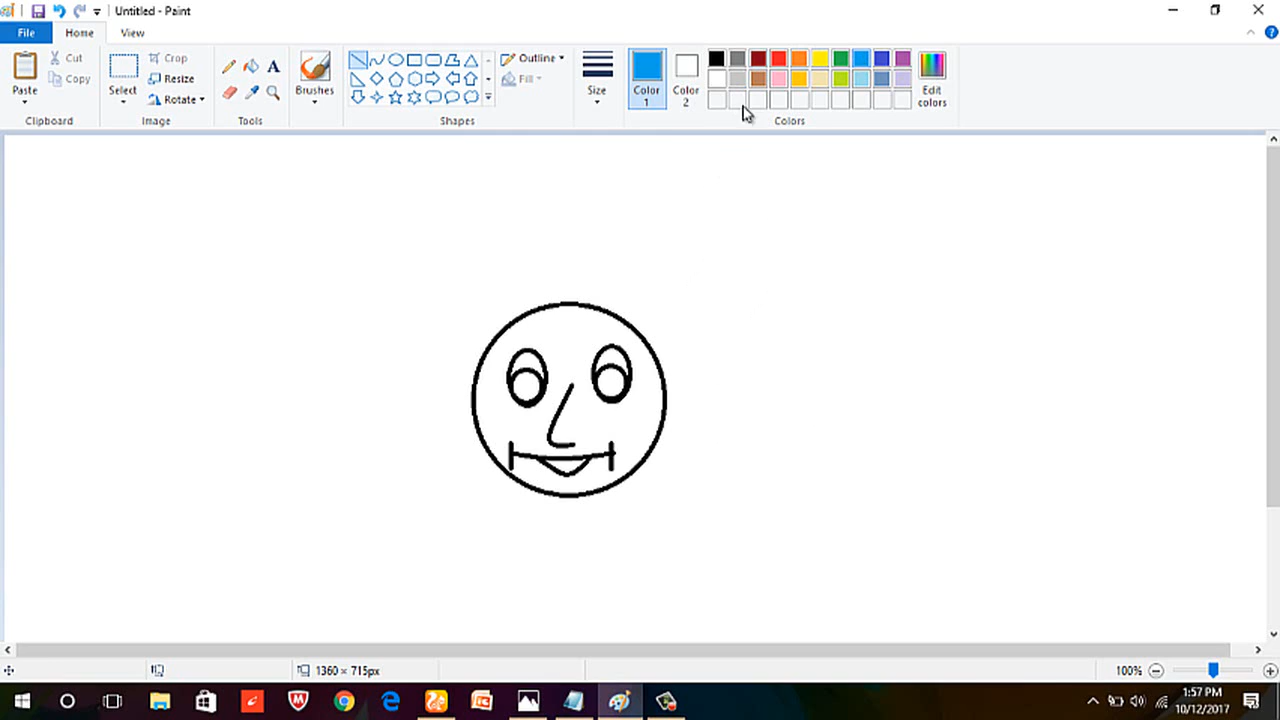 Untitled - Paint
File Home View
Paste
Cut
Copy
Clipboard
Select
Crop
Resize
Rotate
Image
A
Tools
Brushes
Outline
Fill
Shapes
Size
Color 1
Color 2
Edit colors
Colors
1360 × 715px
100%
1:57 PM
10/12/2017